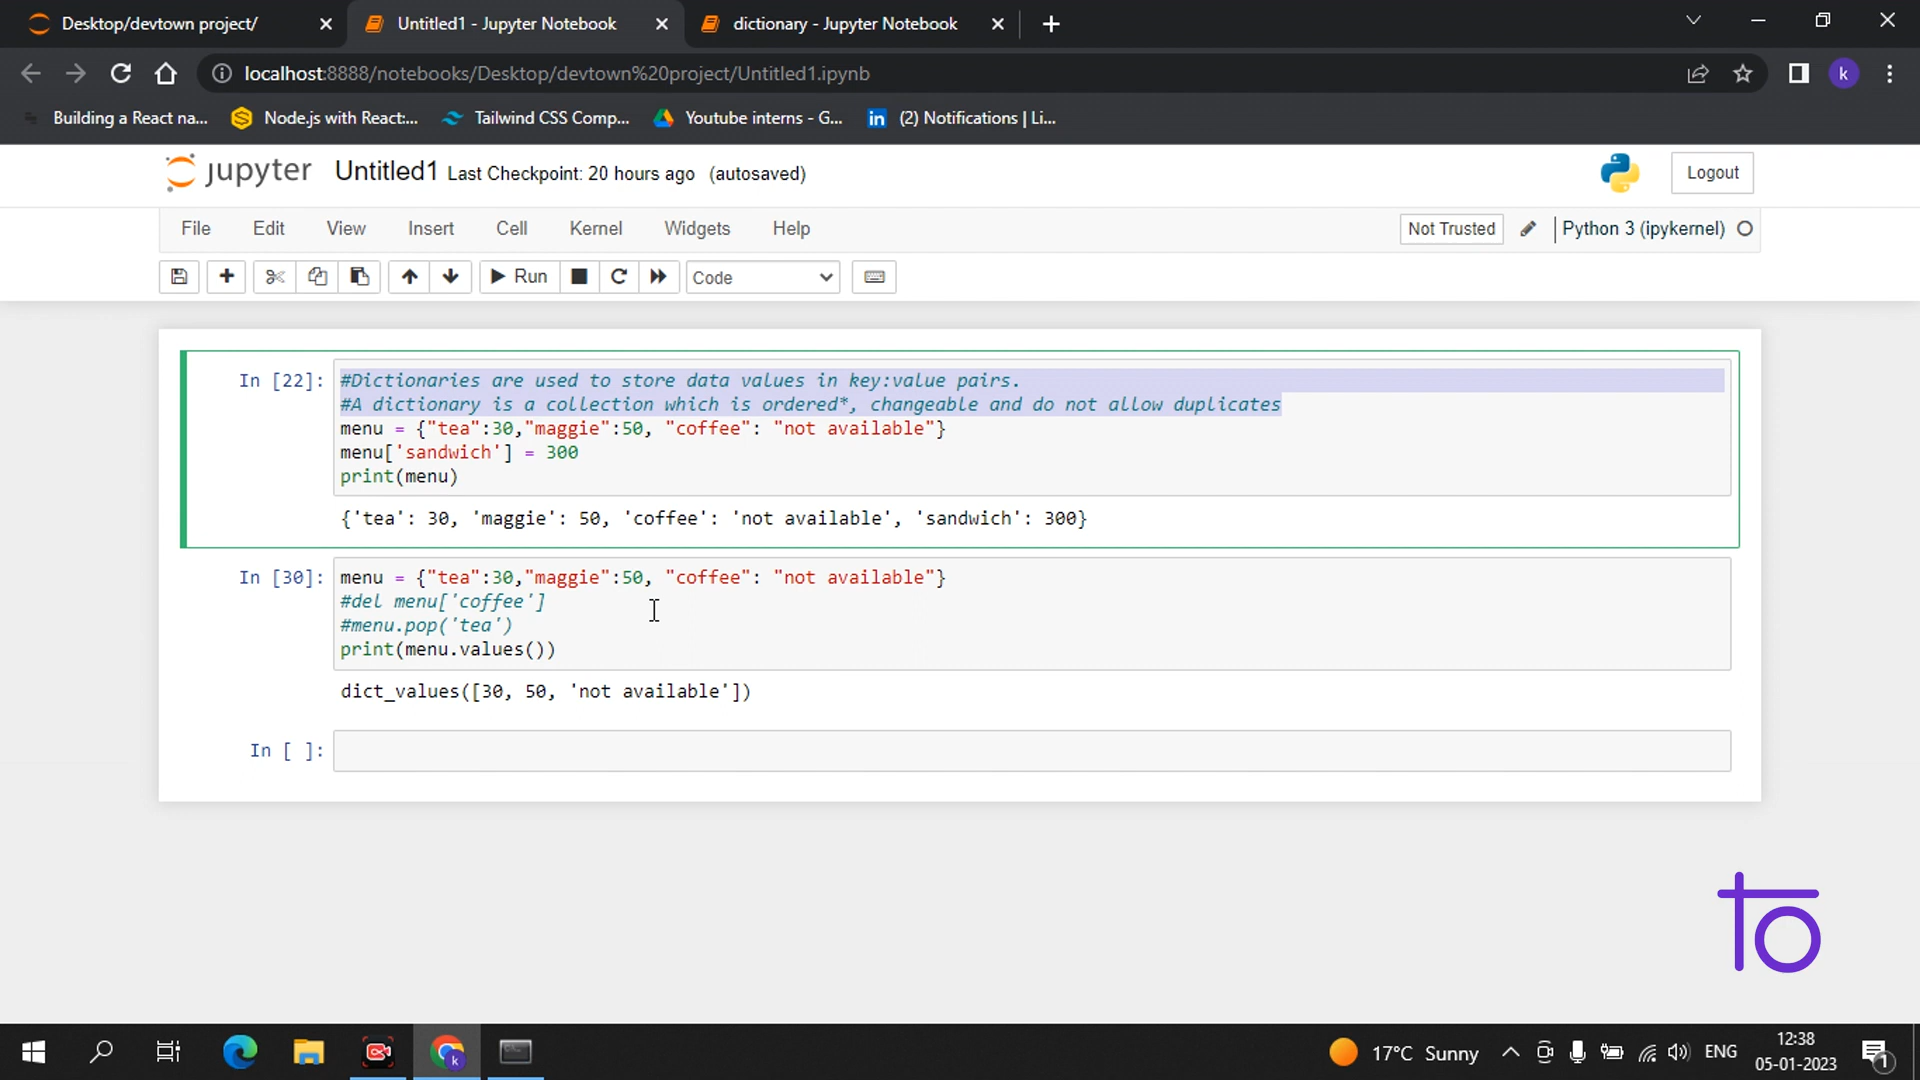 Desktop/devtown project/
Untitled1 - Jupyter Notebook
dictionary - Jupyter Notebook
localhost:8888/notebooks/Desktop/devtown%20project/Untitled1.ipynb
k
Building a React na...
Node.js with React:...
Tailwind CSS Comp...
Youtube interns - G...
(2) Notifications | Li...
jupyter Untitled1 Last Checkpoint: 20 hours ago (autosaved)
Logout
File Edit View Insert Cell Kernel Widgets Help
Not Trusted
Python 3 (ipykernel)
Run
Code
In [22]:
#Dictionaries are used to store data values in key:value pairs.
#A dictionary is a collection which is ordered*, changeable and do not allow duplicates
menu = {"tea":30,"maggie":50, "coffee": "not available"}
menu['sandwich'] = 300
print(menu)
{'tea': 30, 'maggie': 50, 'coffee': 'not available', 'sandwich': 300}
In [30]:
menu = {"tea":30,"maggie":50, "coffee": "not available"}
#del menu['coffee']
#menu.pop('tea')
print(menu.values())
dict_values([30, 50, 'not available'])
In [ ]:
to
17°C Sunny
ENG
12:38
05-01-2023
1